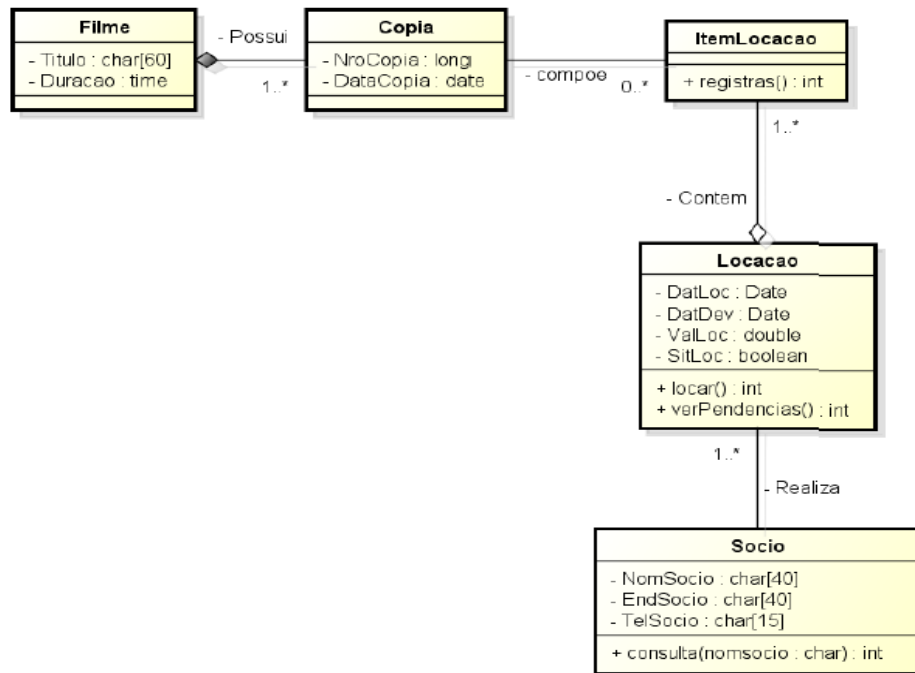 Filme
- Titulo : char[60]
- Duracao : time
- Possui
1..*
Copia
- NroCopia : long
- DataCopia : date
- compoe
0..*
ItemLocacao
+ registras() : int
1..*
- Contem
Locacao
- DatLoc : Date
- DatDev : Date
- ValLoc : double
- SitLoc : boolean
+ locar() : int
+ verPendencias() : int
1..*
- Realiza
Socio
- NomSocio : char[40]
- EndSocio : char[40]
- TelSocio : char[15]
+ consulta(nomsocio : char) : int